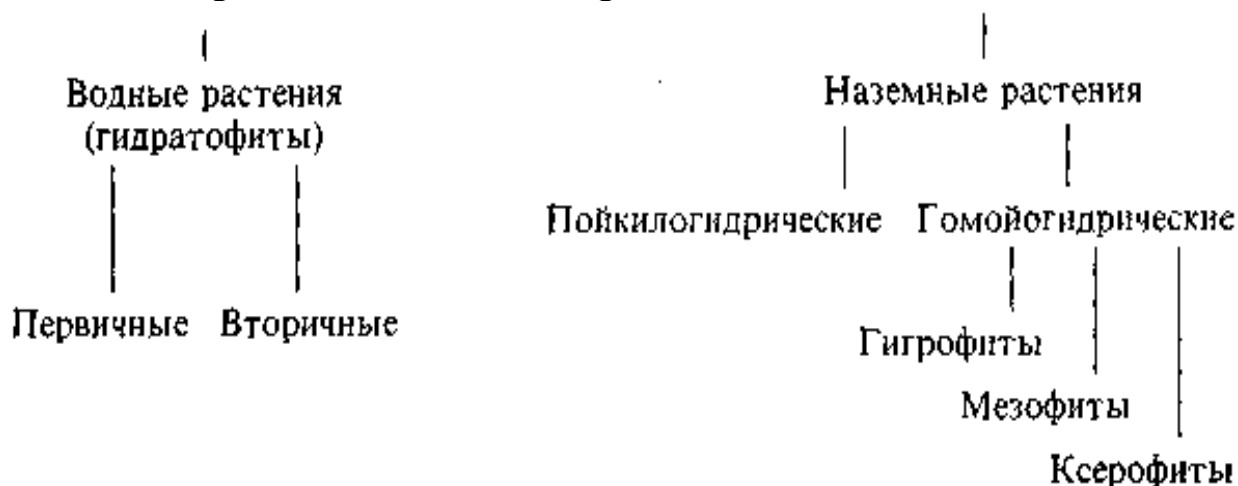 Водные растения
(гидратофиты)
Наземные растения
Пойкилогидрические Гомойогидрические
Первичные Вторичные
Гигрофиты
Мезофиты
Ксерофиты